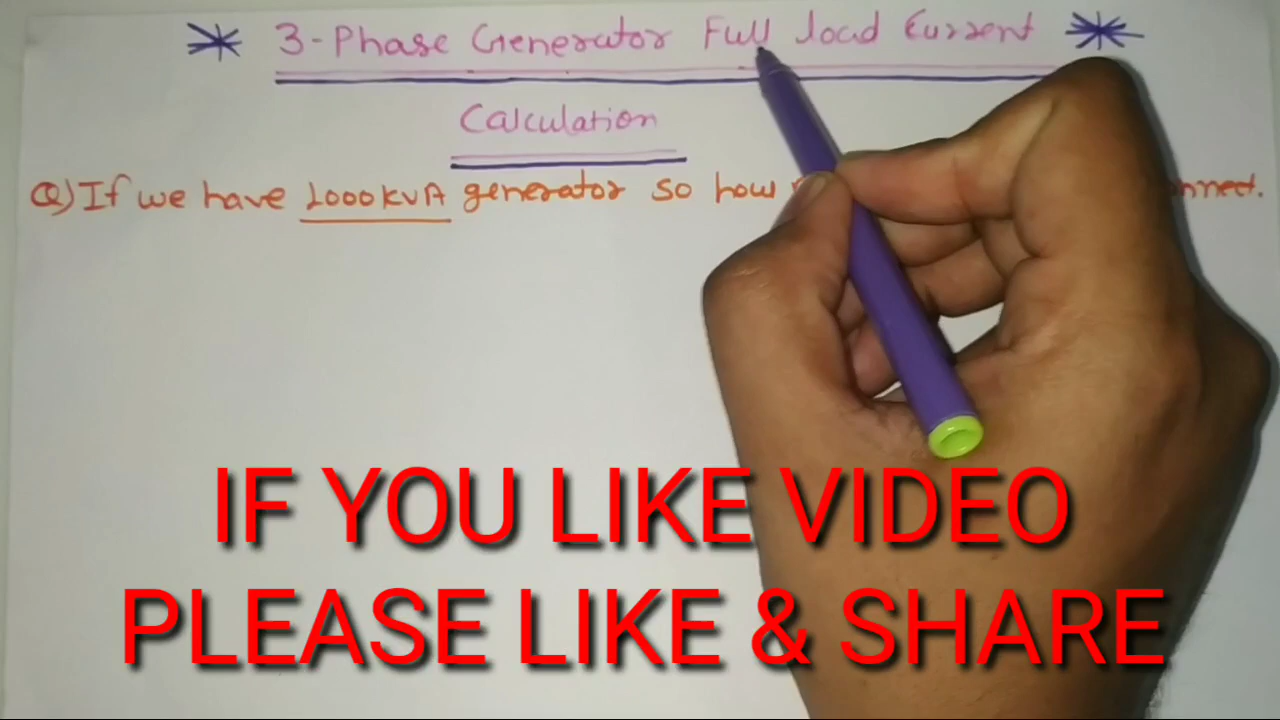 3-Phase Generator Full load Current
Calculation
Q) If we have 1000KVA generator so how
IF YOU LIKE VIDEO
PLEASE LIKE & SHARE